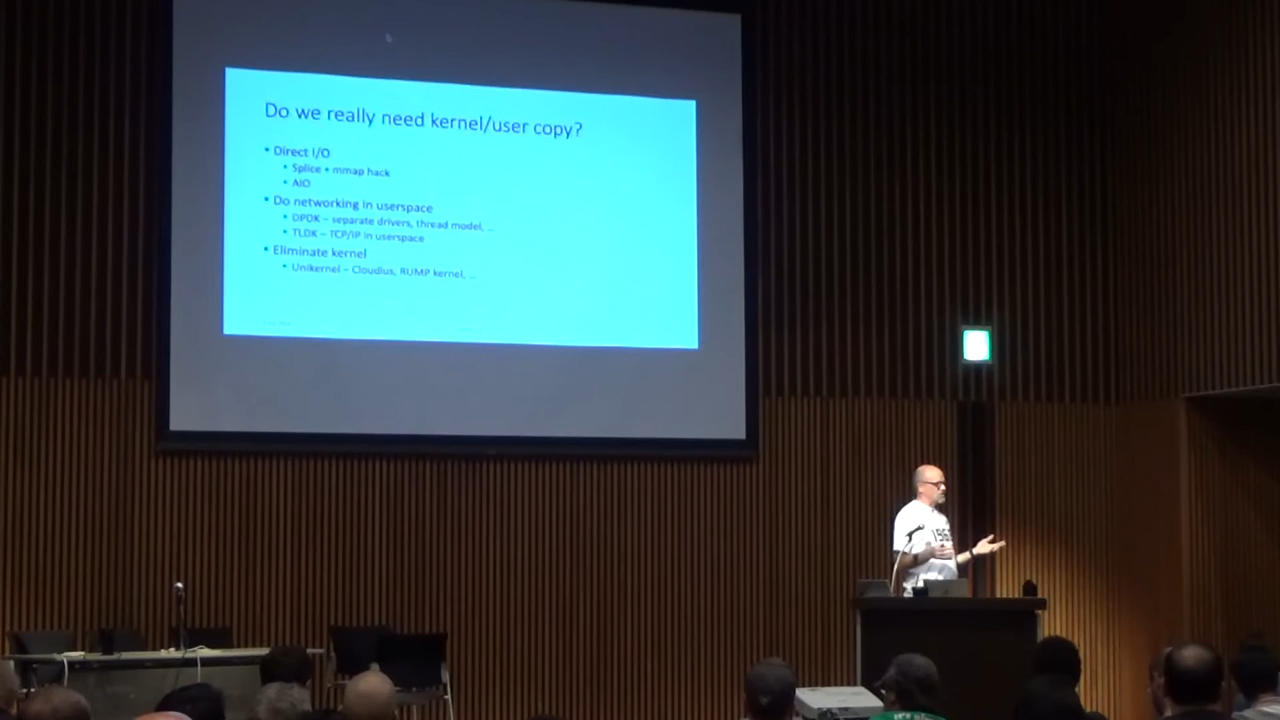 Do we really need kernel/user copy?
• Direct I/O
• Splice + mmap hack
• AIO
• Do networking in userspace
• DPDK – separate drivers, thread model, ...
• TLDK – TCP/IP in userspace
• Eliminate kernel
• Unikernel – Cloudius, RUMP kernel, ...